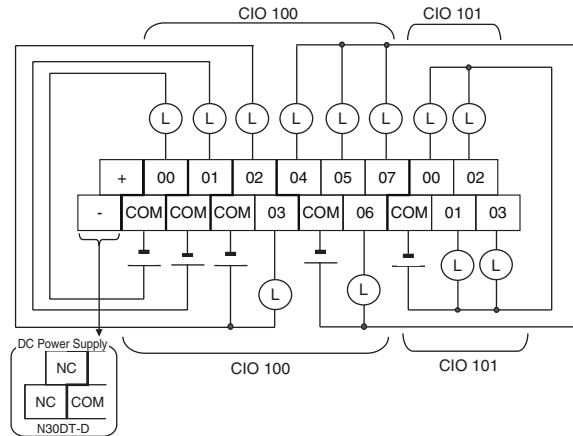 CIO 100 CIO 101
L L L L L L L L
+ 00 01 02 04 05 07 00 02
- COM COM COM 03 COM 06 COM 01 03
L L
L L
DC Power Supply
NC
NC COM
N30DT-D
CIO 100 CIO 101